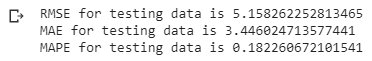 RMSE for testing data is 5.158262252813465
MAE for testing data is 3.446024713577441
MAPE for testing data is 0.182260672101541